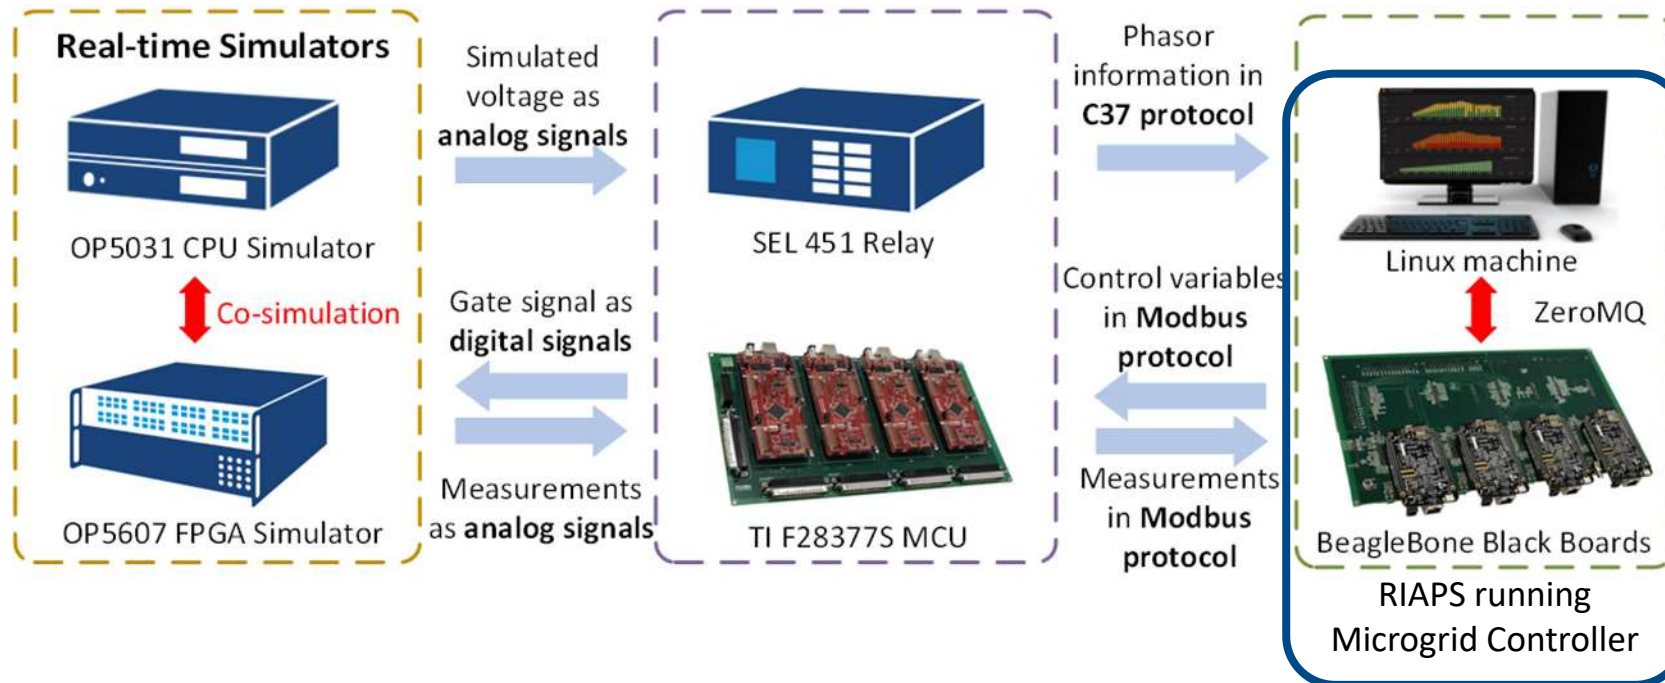 Real-time Simulators
OP5031 CPU Simulator
Co-simulation
OP5607 FPGA Simulator
Simulated
voltage as
analog signals
Gate signal as
digital signals
Measurements
as analog signals
SEL 451 Relay
TI F28377S MCU
Phasor
information in
C37 protocol
Control variables
in Modbus
protocol
Measurements
in Modbus
protocol
Linux machine
ZeroMQ
BeagleBone Black Boards
RIAPS running
Microgrid Controller